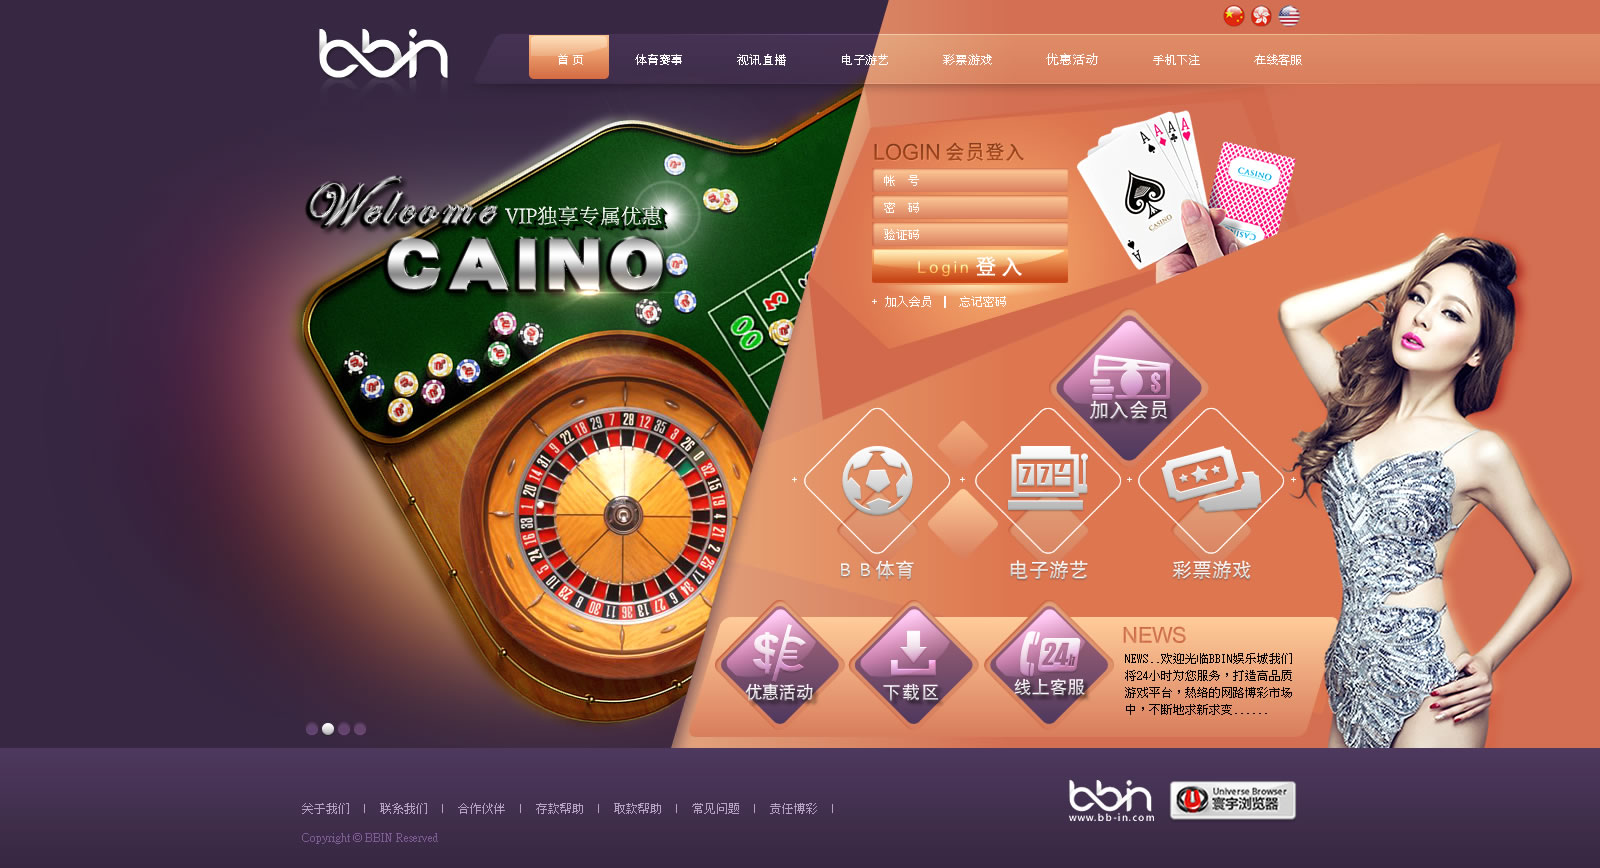 bbin
首页 体育赛事 视讯直播 电子游艺 彩票游戏 优惠活动 手机下注 在线客服
Welcome VIP独享专属优惠
CAINO
LOGIN 会员登入
帐 号
密 码
验证码
Login 登入
+ 加入会员 | 忘记密码
CASINO
CASINO
CASINO
加入会员
777
BB体育
电子游艺
彩票游戏
优惠活动
下载区
24h
线上客服
NEWS
NEWS..欢迎光临BBIN娱乐城我们
将24小时为您服务，打造高品质
游戏平台，热络的网路博彩市场
中，不断地求新求变......
关于我们 | 联系我们 | 合作伙伴 | 存款帮助 | 取款帮助 | 常见问题 | 责任博彩 |
Copyright © BBIN Reserved
bbin
www.bb-in.com
Universe Browser
寰宇浏览器